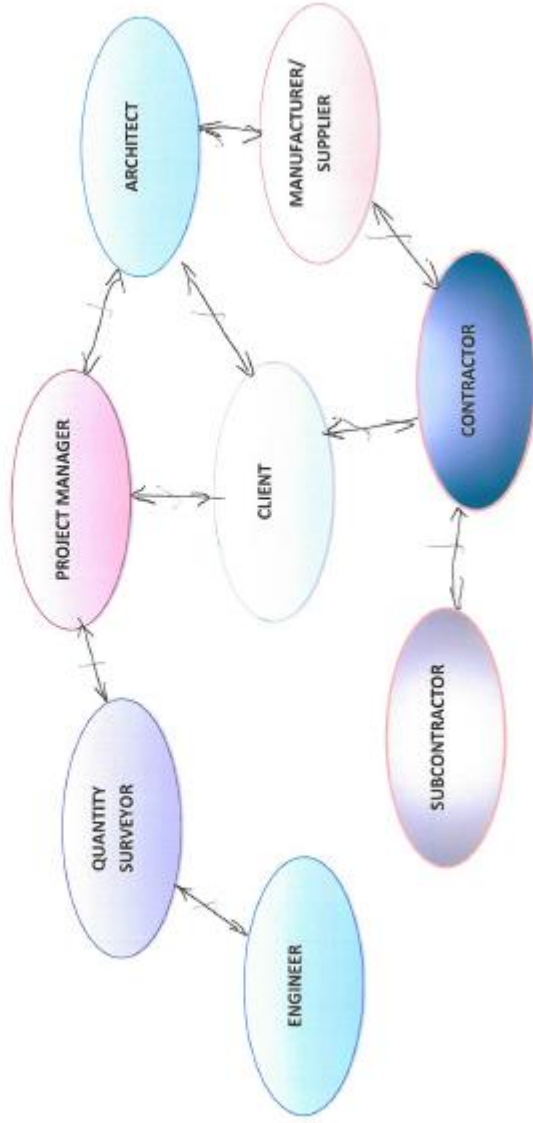 ENGINEER
QUANTITY
SURVEYOR
PROJECT MANAGER
ARCHITECT
CLIENT
MANUFACTURER/
SUPPLIER
SUBCONTRACTOR
CONTRACTOR